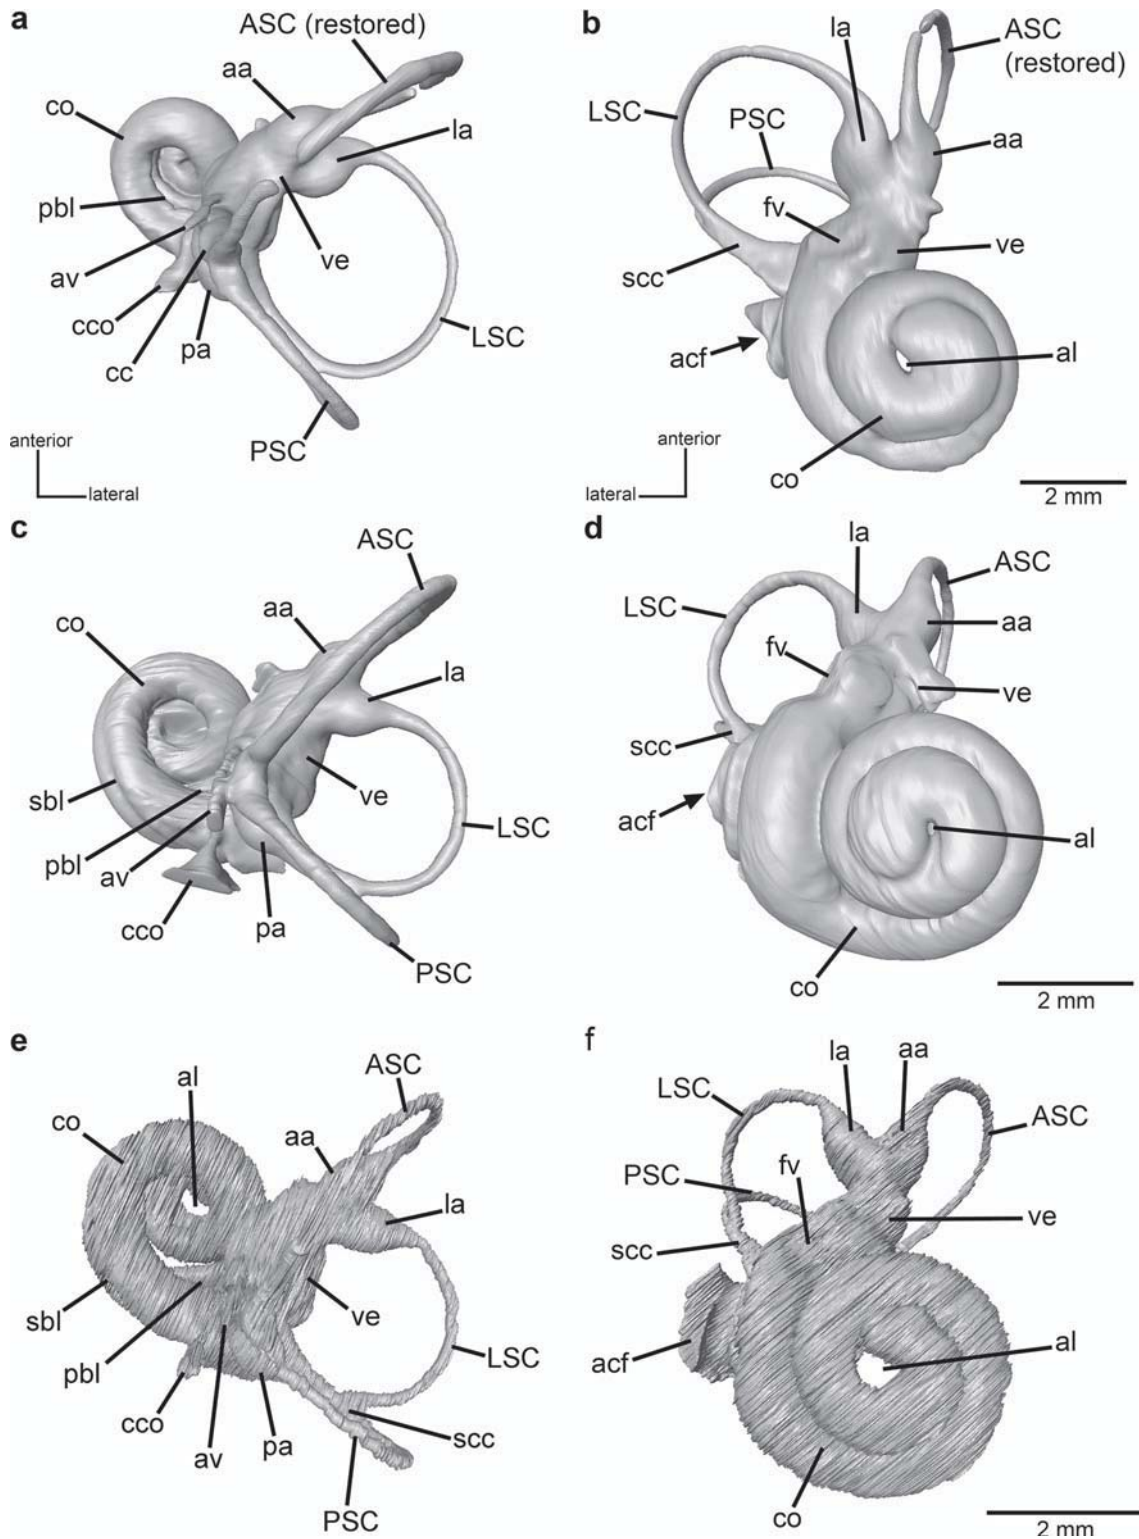 a
ASC (restored)
aa
co
la
pbl
av
ve
cco
pa
cc
LSC
PSC
anterior
lateral
b
la
ASC
(restored)
LSC
PSC
aa
fv
ve
scc
acf
al
co
anterior
lateral
2 mm
c
ASC
aa
co
la
sbl
ve
pbl
av
LSC
cco
pa
PSC
d
la
ASC
LSC
aa
fv
ve
scc
acf
al
co
2 mm
e
ASC
al
co
aa
la
sbl
ve
pbl
LSC
cco
av
pa
scc
PSC
f
la
aa
LSC
ASC
PSC
fv
ve
scc
acf
al
co
2 mm